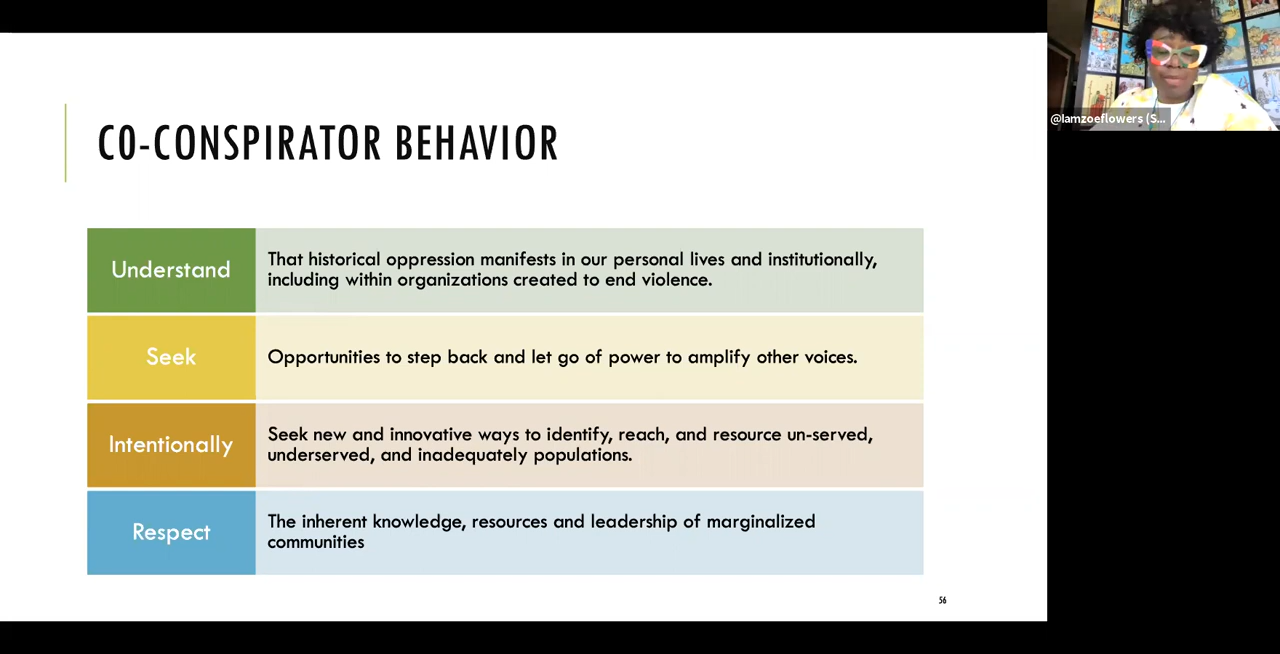 C0-CONSPIRATOR BEHAVIOR
Understand
That historical oppression manifests in our personal lives and institutionally,
including within organizations created to end violence.
Seek
Opportunities to step back and let go of power to amplify other voices.
Intentionally
Seek new and innovative ways to identify, reach, and resource un-served,
underserved, and inadequately populations.
Respect
The inherent knowledge, resources and leadership of marginalized
communities
56
@Iamzoeflowers (S...